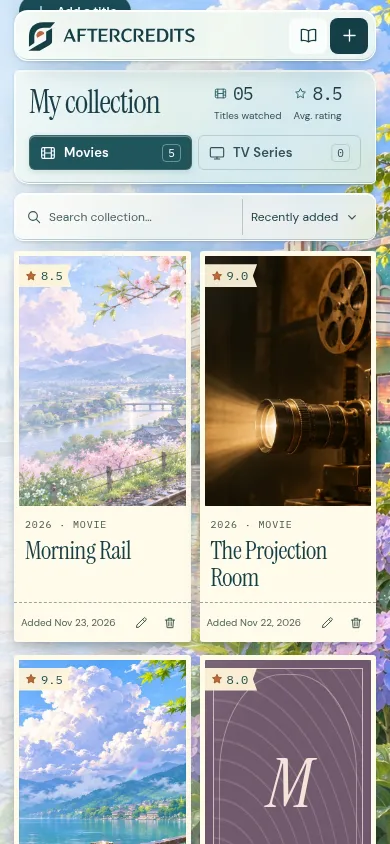 Add a title
AFTERCREDITS
My collection
05
Titles watched
8.5
Avg. rating
Movies
5
TV Series
0
Search collection...
Recently added
8.5
2026 · MOVIE
Morning Rail
Added Nov 23, 2026
9.0
2026 · MOVIE
The Projection
Room
Added Nov 22, 2026
9.5
8.0
M